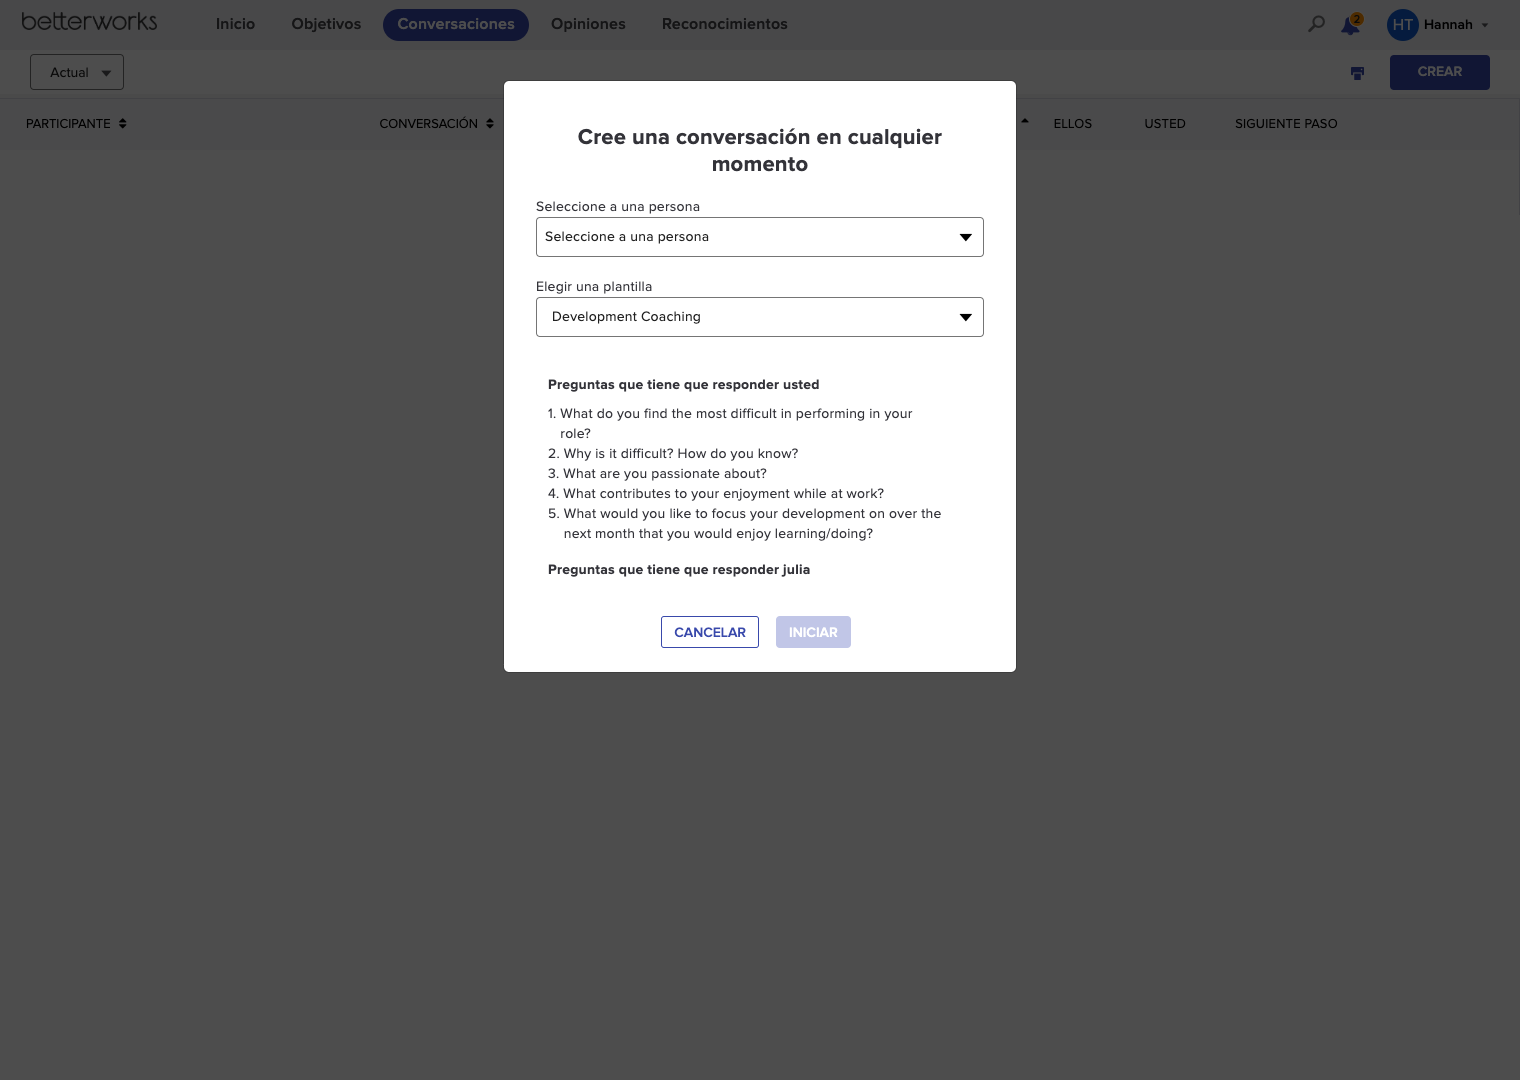 betterworks
Inicio
Objetivos
Conversaciones
Opiniones
Reconocimientos
2
HT
Hannah
Actual
CREAR
PARTICIPANTE
CONVERSACIÓN
ELLOS
USTED
SIGUIENTE PASO
Cree una conversación en cualquier
momento
Seleccione a una persona
Seleccione a una persona
Elegir una plantilla
Development Coaching
Preguntas que tiene que responder usted
1. What do you find the most difficult in performing in your
role?
2. Why is it difficult? How do you know?
3. What are you passionate about?
4. What contributes to your enjoyment while at work?
5. What would you like to focus your development on over the
next month that you would enjoy learning/doing?
Preguntas que tiene que responder julia
CANCELAR
INICIAR